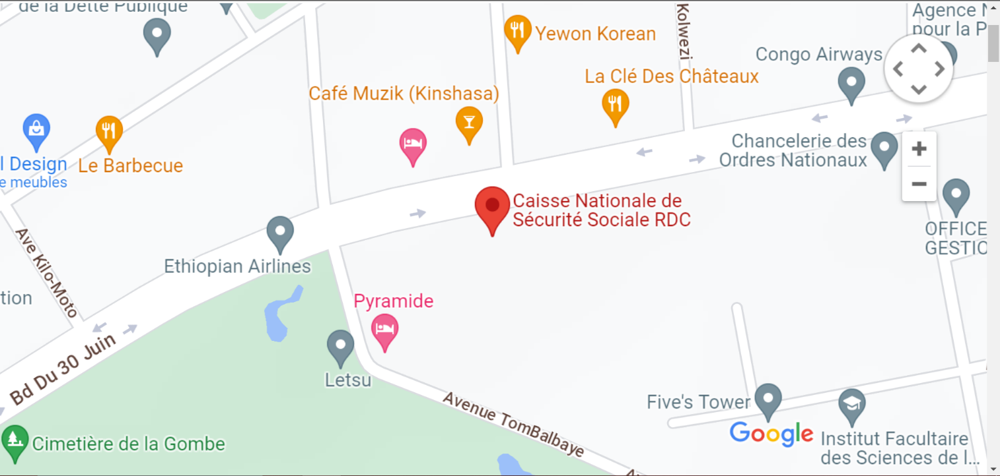 de la Dette Publique
Kolwezi
Agence
pour la P
Yewon Korean
Congo Airways
La Clé Des Châteaux
Café Muzik (Kinshasa)
Chancelerie des
Ordres Nationaux
l Design
e meubles
Le Barbecue
Caisse Nationale de
Sécurité Sociale RDC
OFFICE
GESTIO
Ave Kilo-Moto
Ethiopian Airlines
tion
Pyramide
Bd Du 30 Juin
Letsu
Avenue TomBalbaye
Five's Tower
Google
Institut Facultaire
des Sciences de l...
Cimetière de la Gombe